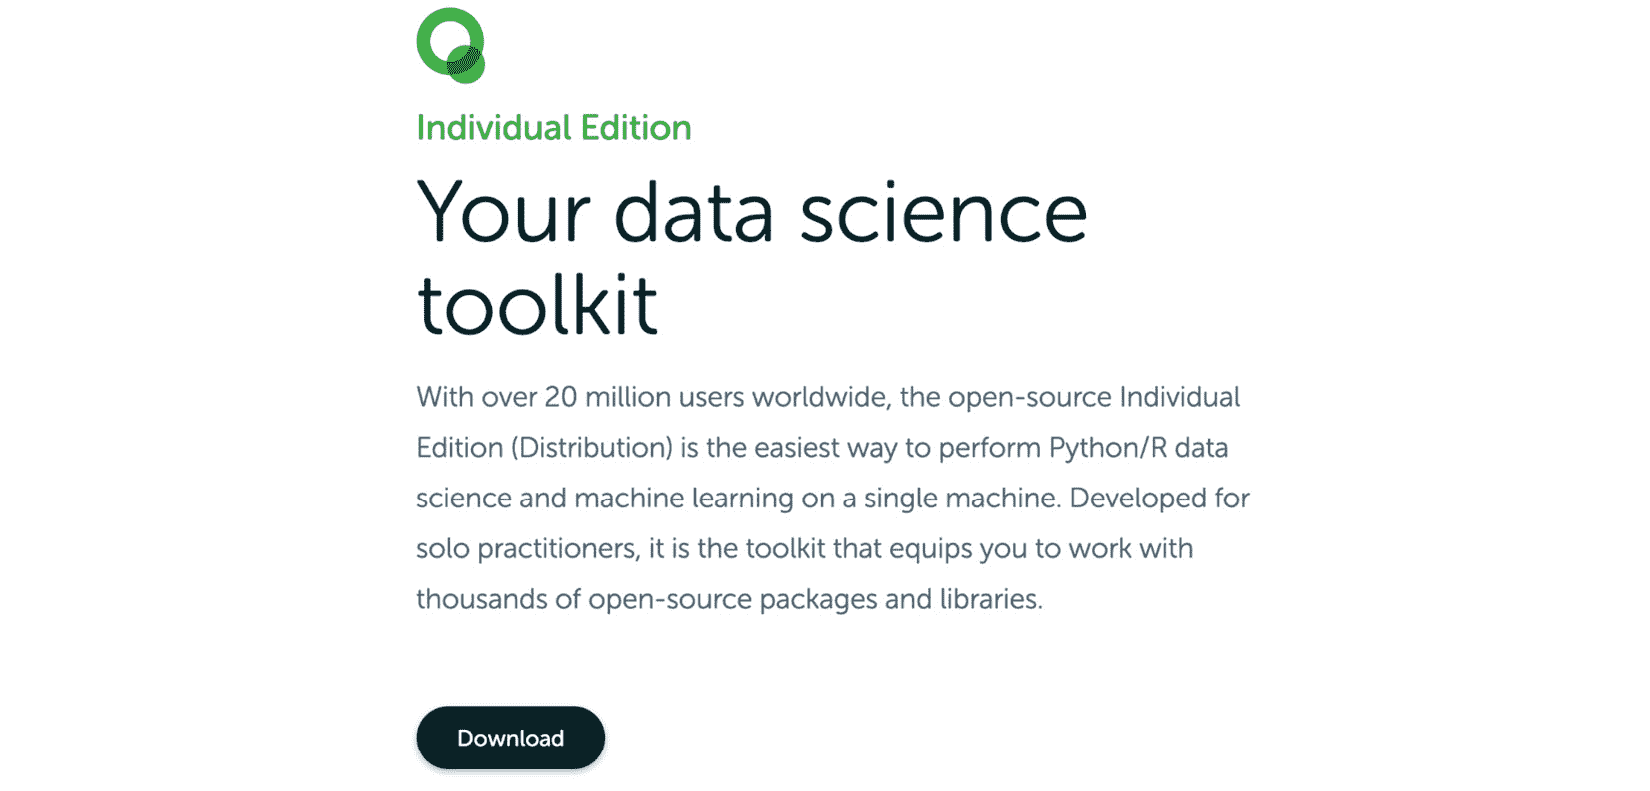 Individual Edition
Your data science
toolkit
With over 20 million users worldwide, the open-source Individual
Edition (Distribution) is the easiest way to perform Python/R data
science and machine learning on a single machine. Developed for
solo practitioners, it is the toolkit that equips you to work with
thousands of open-source packages and libraries.
Download